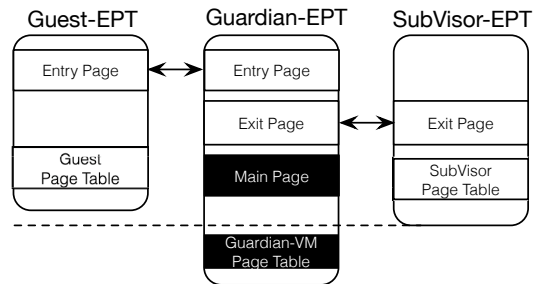 Guest-EPT
Guardian-EPT
SubVisor-EPT
Entry Page
Entry Page
Exit Page
Exit Page
Guest
Page Table
Main Page
SubVisor
Page Table
Guardian-VM
Page Table